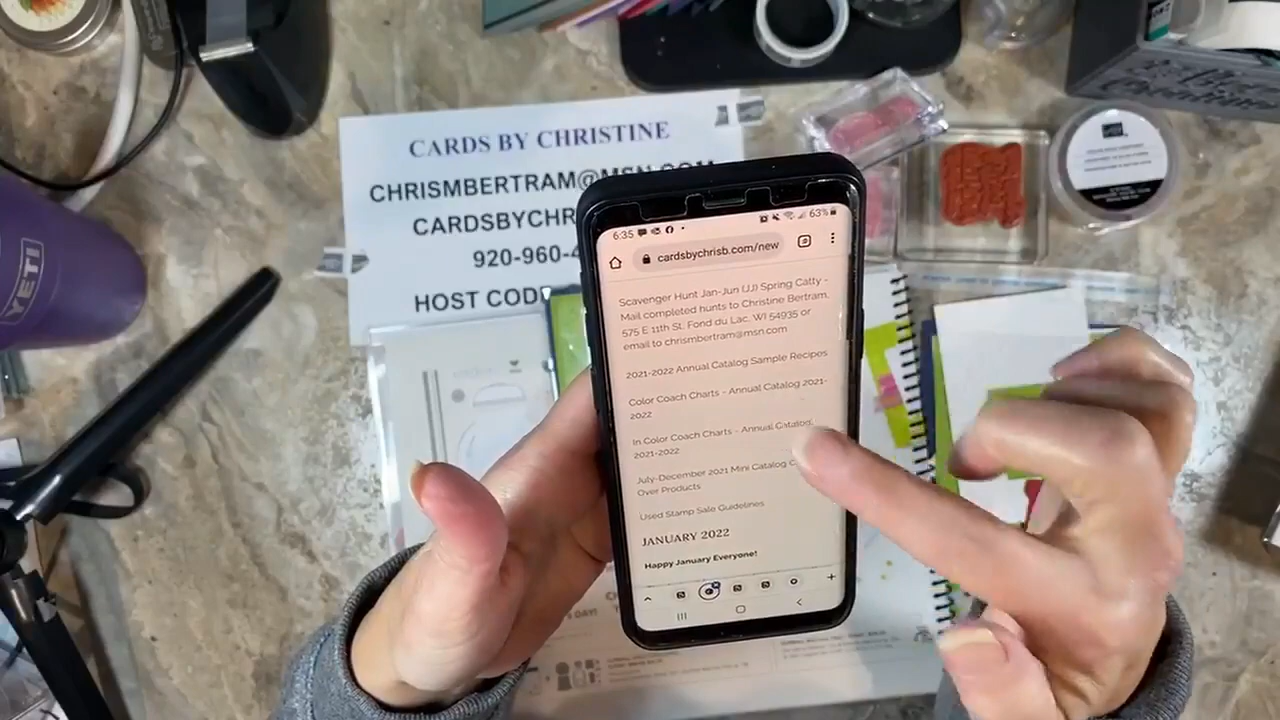 CARDS BY CHRISTINE
CHRISMBERTRAM@MSN.COM
CARDSBYCHR
920-960-4
HOST COD
YETI
6:35
63%
cardsbychrisb.com/new
Scavenger Hunt Jan-Jun (JJ) Spring Catty -
Mail completed hunts to Christine Bertram,
575 E 11th St. Fond du Lac, WI 54935 or
email to chrismbertram@msn.com
2021-2022 Annual Catalog Sample Recipes
Color Coach Charts - Annual Catalog 2021-
2022
In Color Coach Charts - Annual Catalog,
2021-2022
July-December 2021 Mini Catalog C
Over Products
Used Stamp Sale Guidelines
JANUARY 2022
Happy January Everyone!